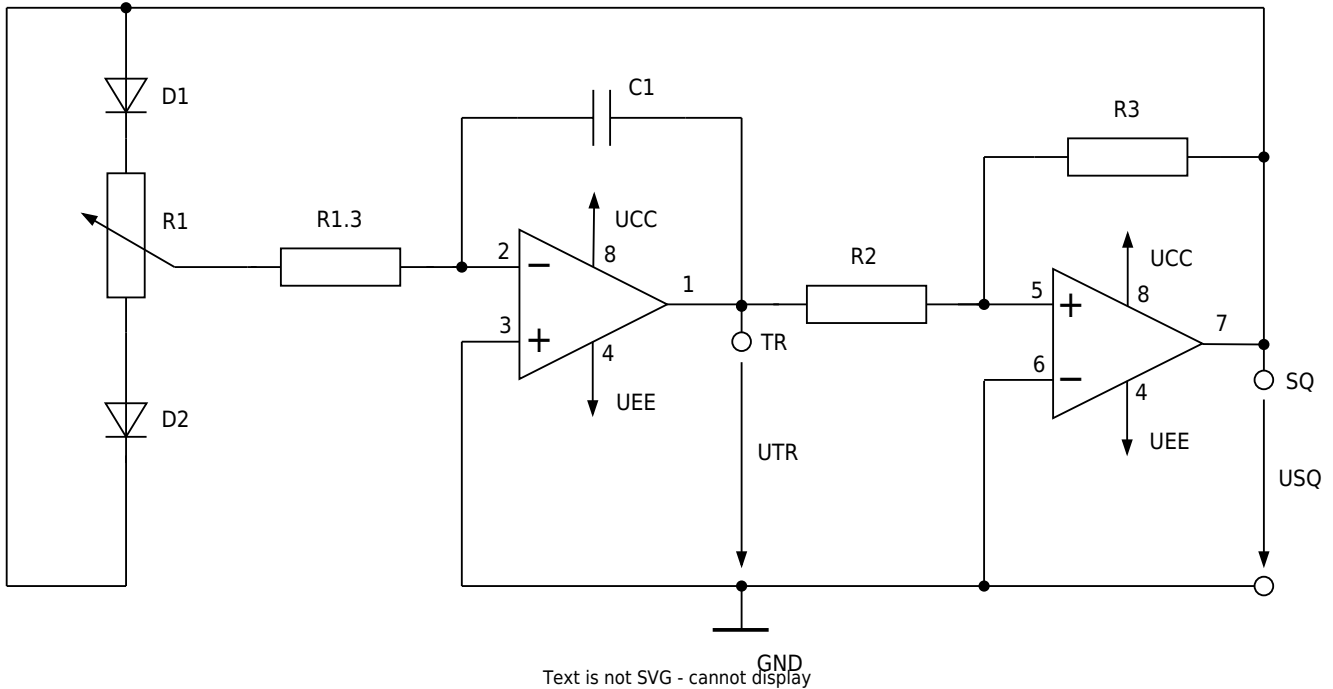 C1
D1
R3
R1
R1.3
UCC
2
8
−
R2
UCC
1
5
8
+
3
+
4
TR
7
6
−
4
SQ
UEE
D2
UEE
UTR
USQ
GND
Text is not SVG - cannot display